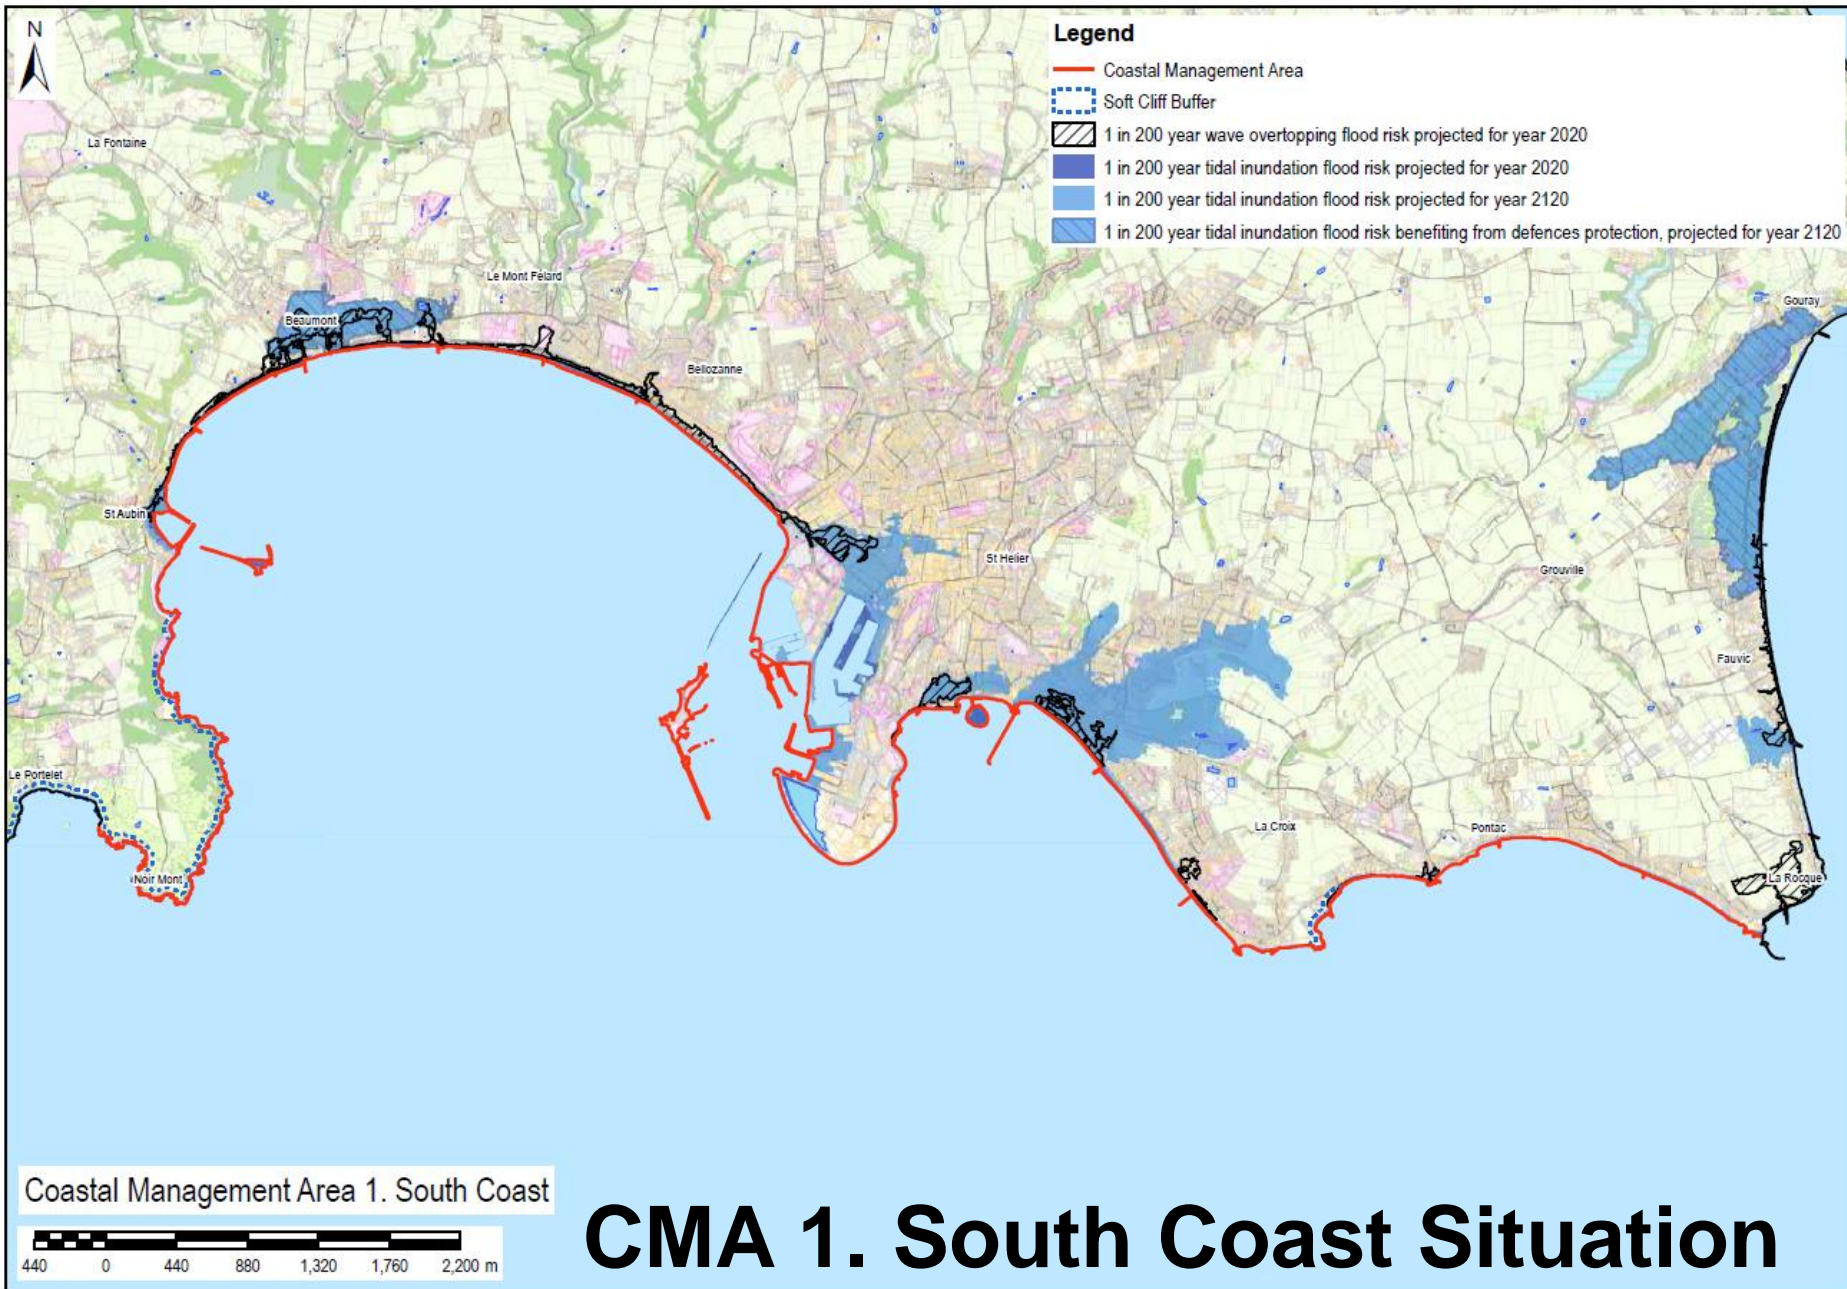 N
Legend
Coastal Management Area
Soft Cliff Buffer
1 in 200 year wave overtopping flood risk projected for year 2020
1 in 200 year tidal inundation flood risk projected for year 2020
1 in 200 year tidal inundation flood risk projected for year 2120
1 in 200 year tidal inundation flood risk benefiting from defences protection, projected for year 2120
La Fontaine
Le Mont Felard
Gouray
Beaumont
Bellozanne
St Aubin
St Helier
Grouville
Fauvic
Le Portelet
La Croix
Pontac
Noir Mont
La Rocque
Coastal Management Area 1. South Coast
440 0 440 880 1,320 1,760 2,200 m
CMA 1. South Coast Situation